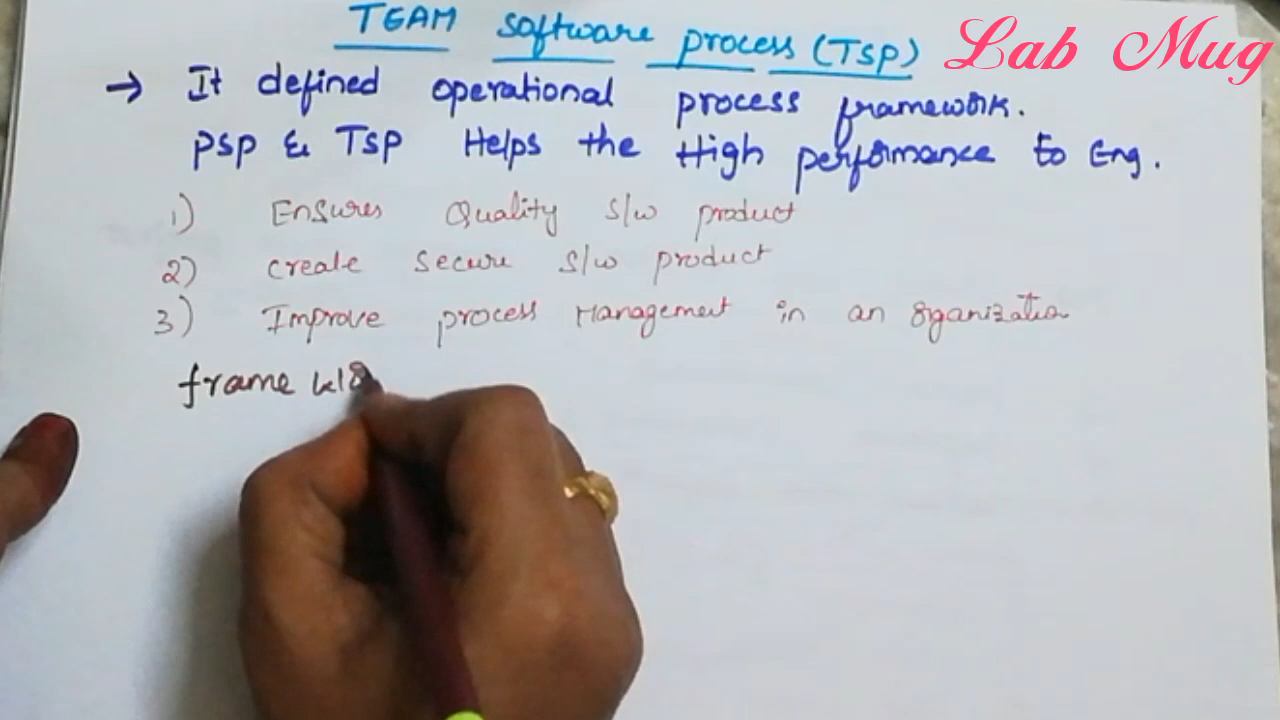 TEAM software process (TSP)
Lab Mug
→ It defined operational process framework.
PSP & TSP Helps the High performance to Eng.
1) Ensures Quality s/w product
2) create secure s/w product
3) Improve process Management in an organization
frame